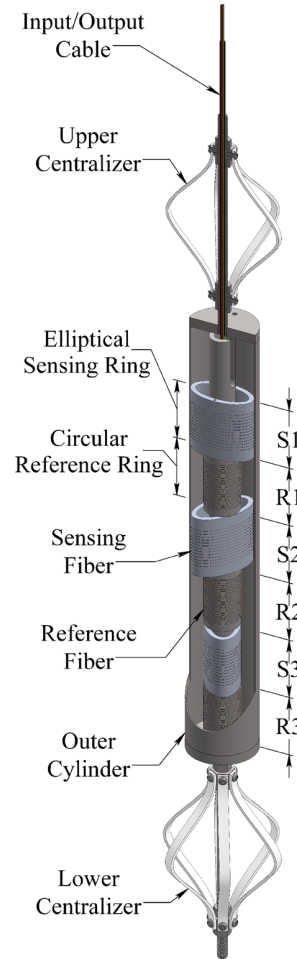 Input/Output
Cable
Upper
Centralizer
Elliptical
Sensing Ring
Circular
Reference Ring
Sensing
Fiber
Reference
Fiber
Outer
Cylinder
Lower
Centralizer
S1
R1
S2
R2
S3
R3